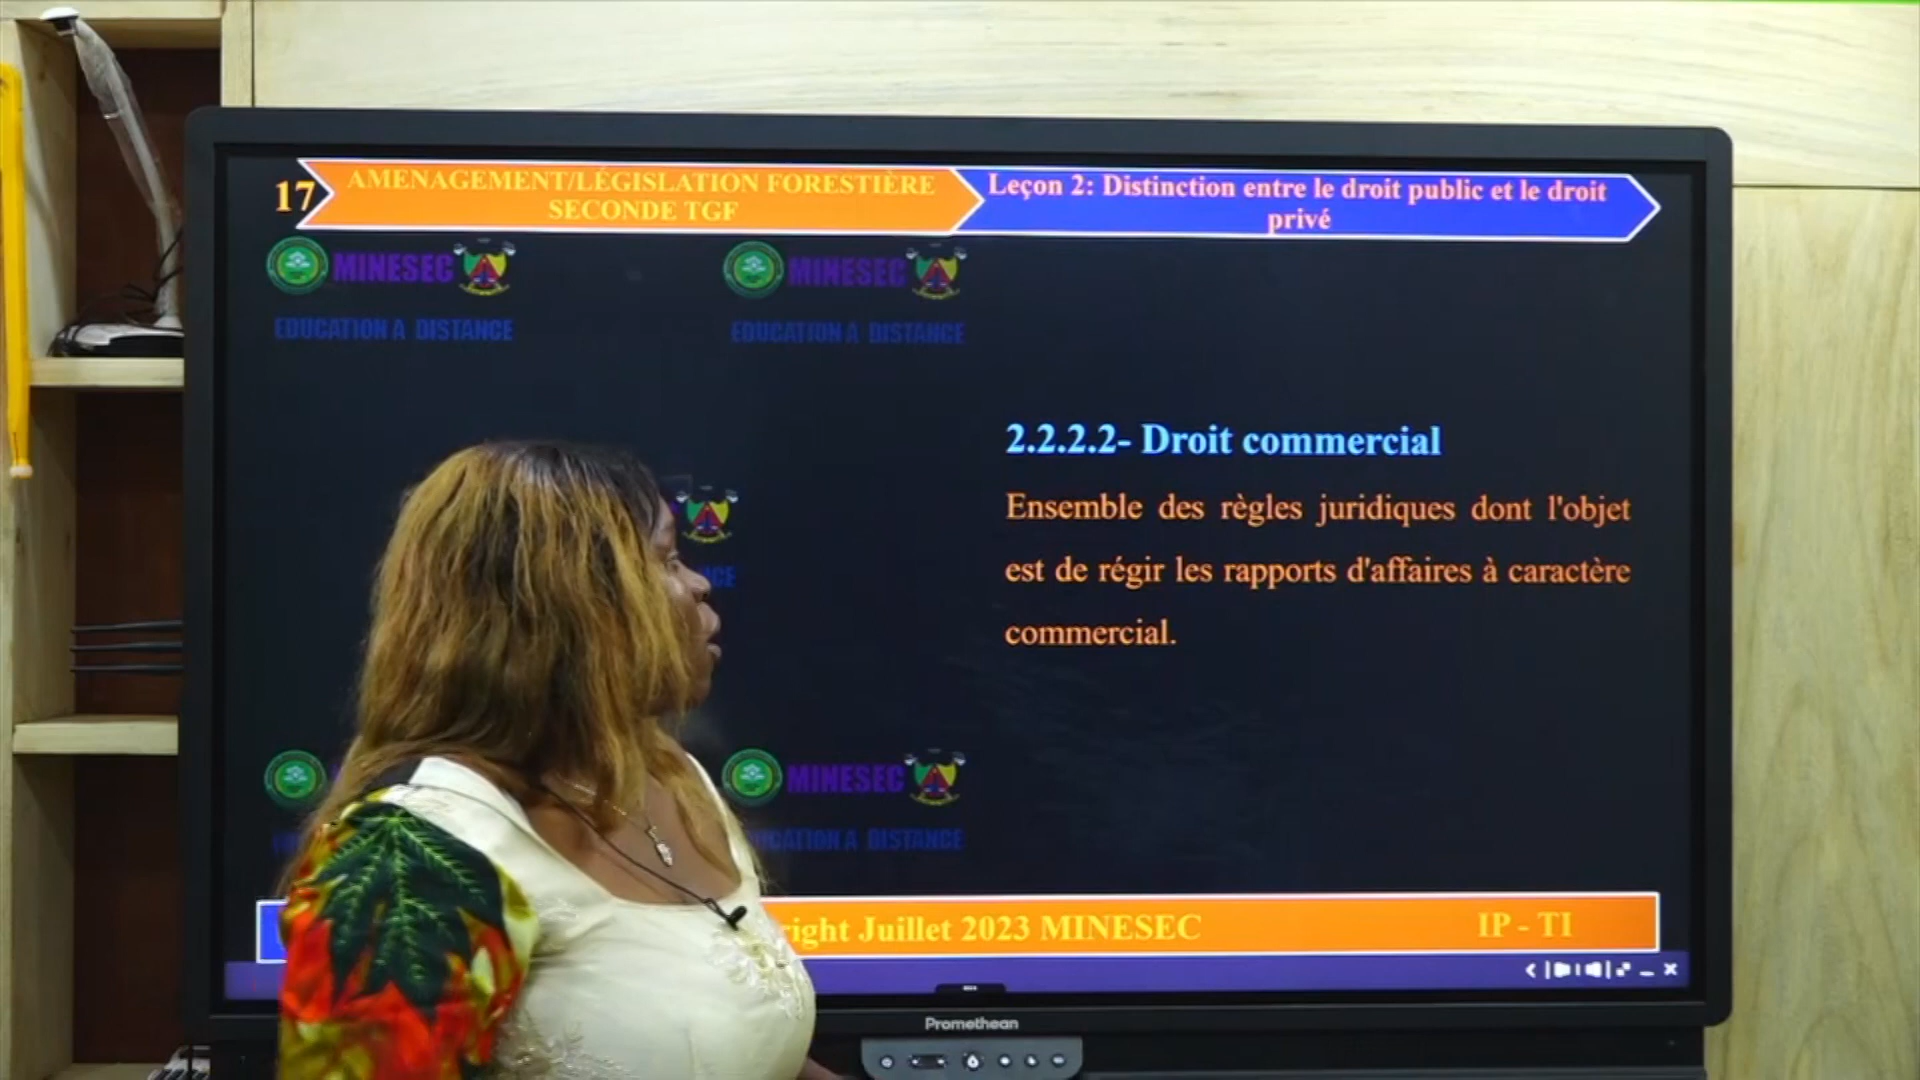 17
AMENAGEMENT/LÉGISLATION FORESTIÈRE
SECONDE TGF
Leçon 2: Distinction entre le droit public et le droit
privé
MINESEC
MINESEC
EDUCATION A DISTANCE
EDUCATION A DISTANCE
2.2.2.2- Droit commercial
Ensemble des règles juridiques dont l'objet
est de régir les rapports d'affaires à caractère
commercial.
MINESEC
A DISTANCE
right Juillet 2023 MINESEC
IP - TI
Promethean